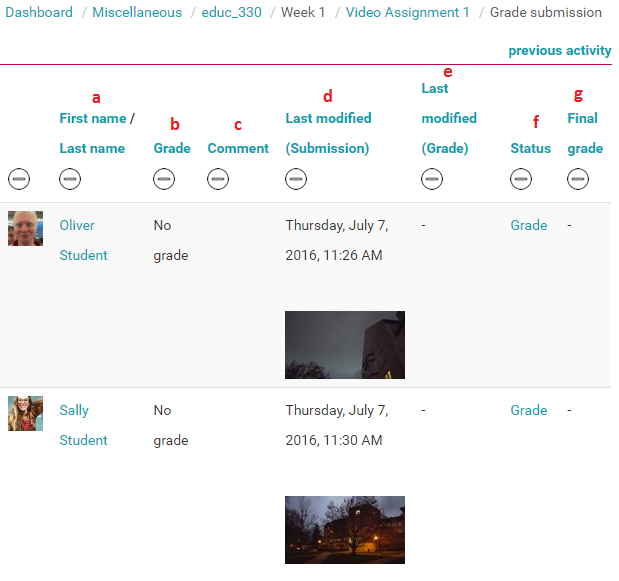 Dashboard / Miscellaneous / educ_330 / Week 1 / Video Assignment 1 / Grade submission
previous activity
a b c d e f g
First name / Last name
Grade
Comment
Last modified (Submission)
Last modified (Grade)
Status
Final grade
Oliver Student
No grade
Thursday, July 7, 2016, 11:26 AM
-
Grade
-
Sally Student
No grade
Thursday, July 7, 2016, 11:30 AM
-
Grade
-